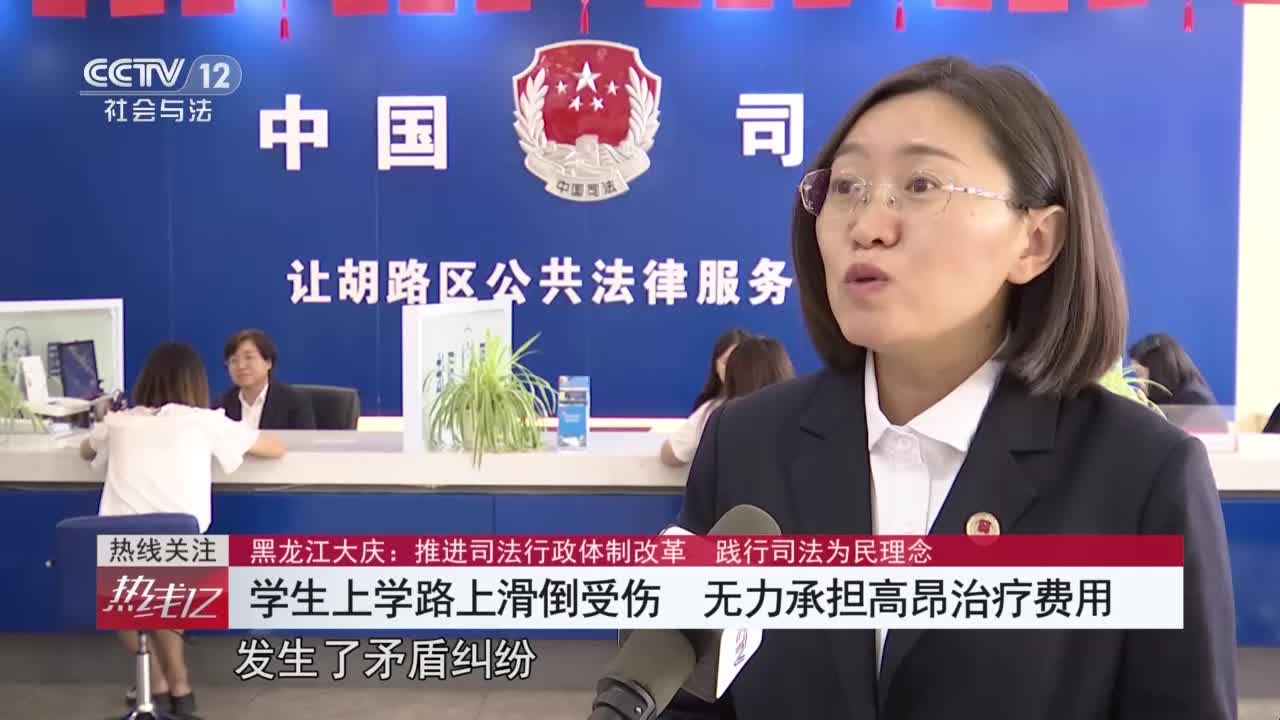 CCTV 12
社会与法
中国 司
中国司法
让胡路区公共法律服务
热线关注
黑龙江大庆：推进司法行政体制改革 践行司法为民理念
热线12
学生上学路上滑倒受伤 无力承担高昂治疗费用
发生了矛盾纠纷